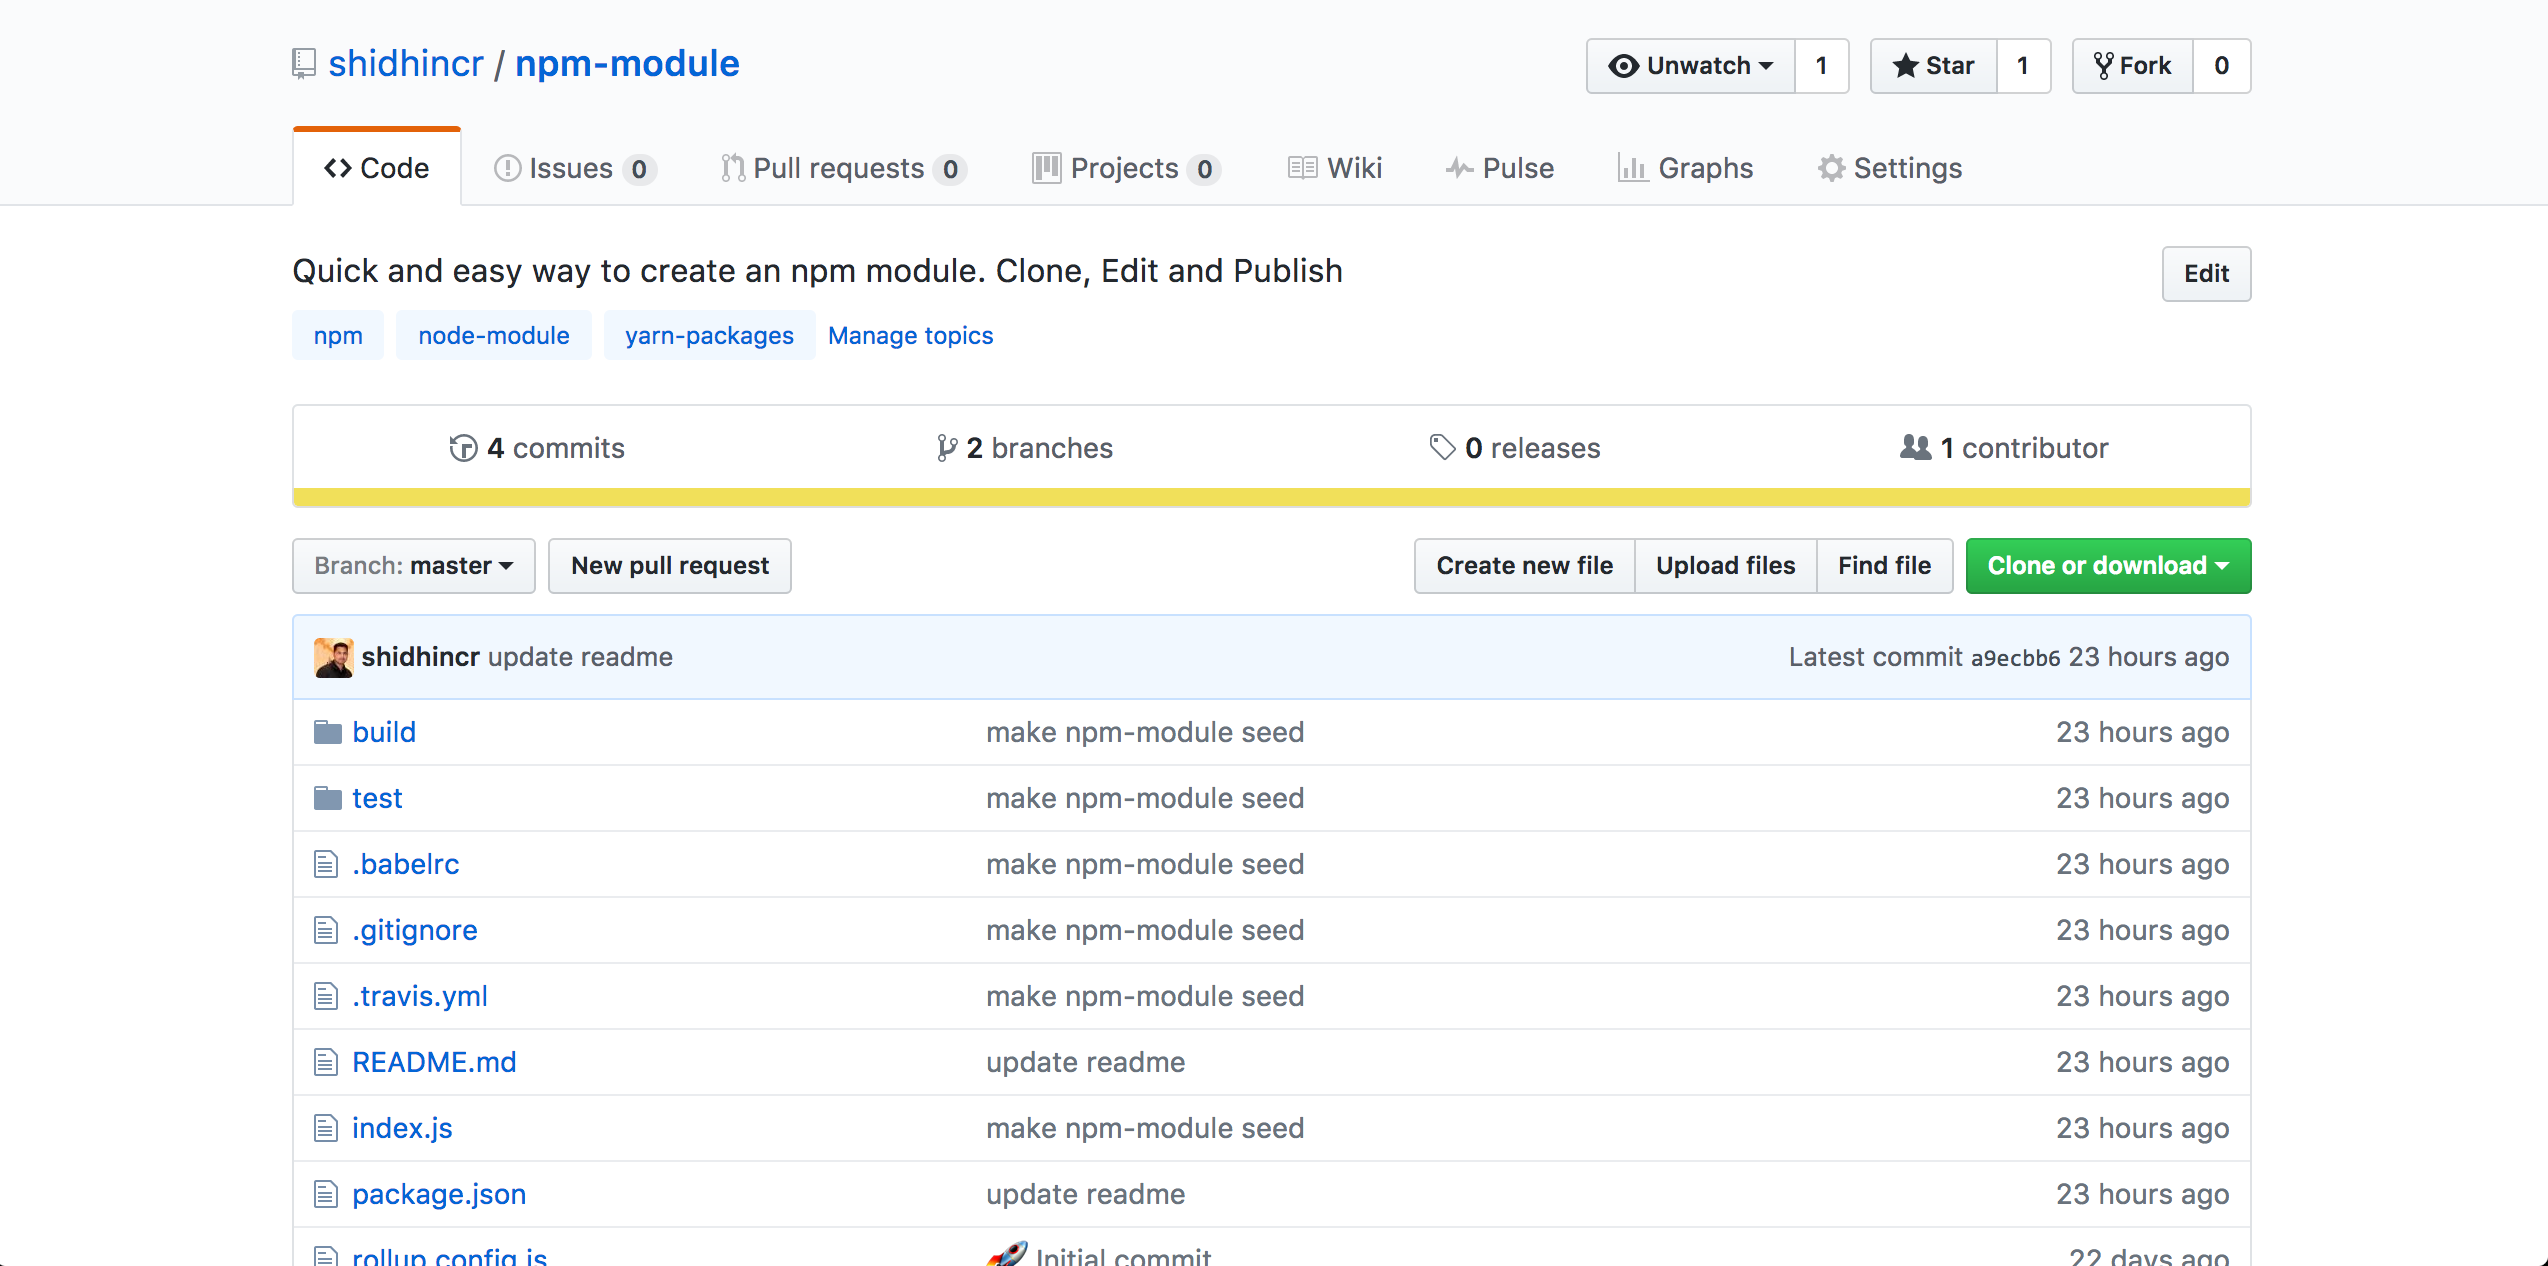 shidhincr / npm-module
Unwatch 1 Star 1 Fork 0
Code Issues 0 Pull requests 0 Projects 0 Wiki Pulse Graphs Settings
Quick and easy way to create an npm module. Clone, Edit and Publish
Edit
npm node-module yarn-packages Manage topics
4 commits 2 branches 0 releases 1 contributor
Branch: master New pull request Create new file Upload files Find file Clone or download
shidhincr update readme Latest commit a9ecbb6 23 hours ago
build make npm-module seed 23 hours ago
test make npm-module seed 23 hours ago
.babelrc make npm-module seed 23 hours ago
.gitignore make npm-module seed 23 hours ago
.travis.yml make npm-module seed 23 hours ago
README.md update readme 23 hours ago
index.js make npm-module seed 23 hours ago
package.json update readme 23 hours ago
rollup.config.js 🚀 Initial commit 22 days ago